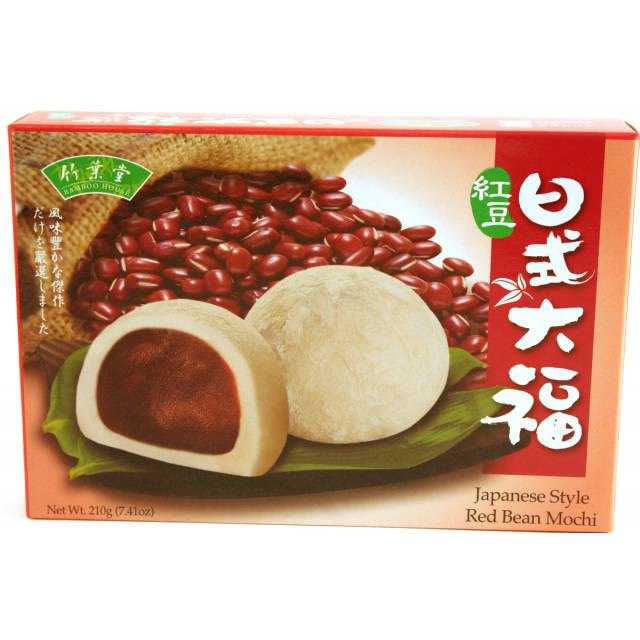 竹葉堂
BAMBOO HOUSE
風味豊かな傑作
だけを厳選しました
紅豆
日式大福
Japanese Style
Red Bean Mochi
Net Wt. 210g (7.41oz)